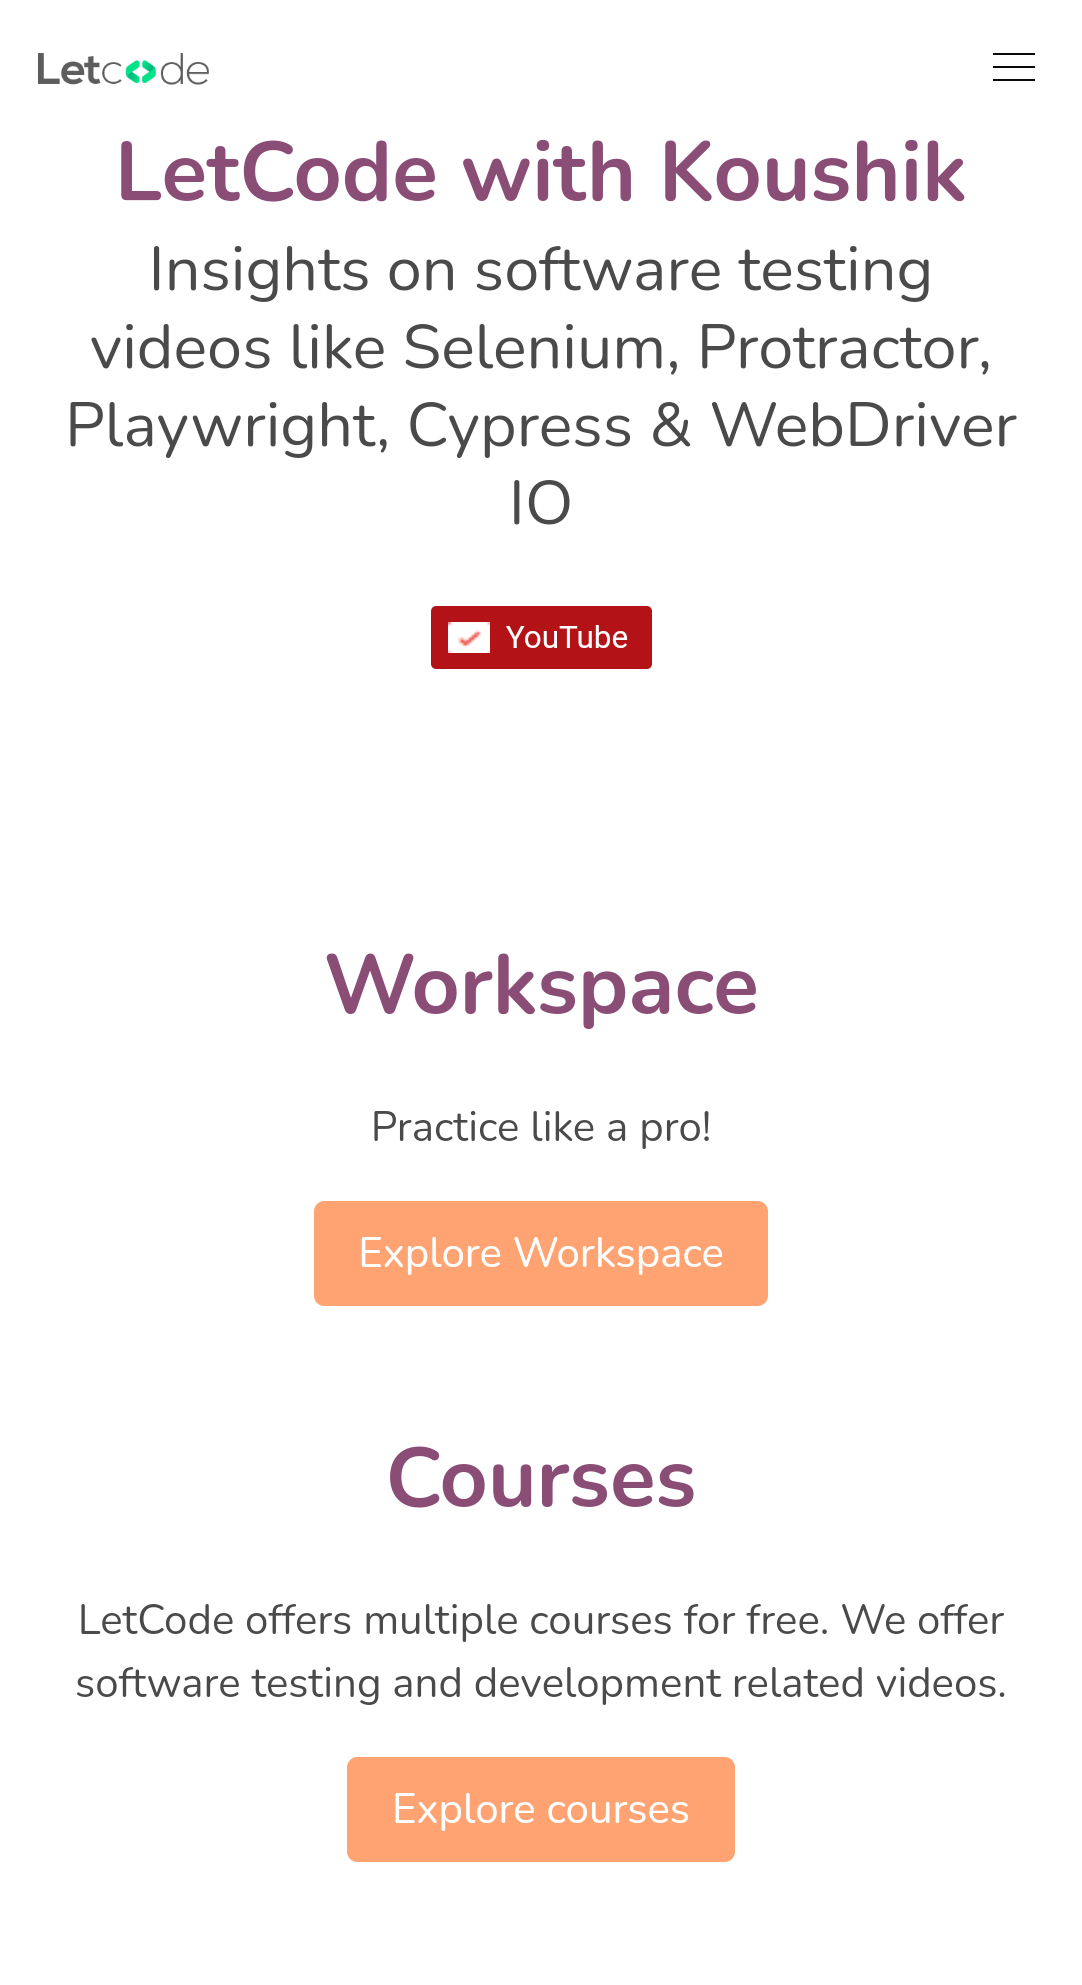 Letcode
LetCode with Koushik
Insights on software testing
videos like Selenium, Protractor,
Playwright, Cypress & WebDriver
IO
YouTube
Workspace
Practice like a pro!
Explore Workspace
Courses
LetCode offers multiple courses for free. We offer
software testing and development related videos.
Explore courses